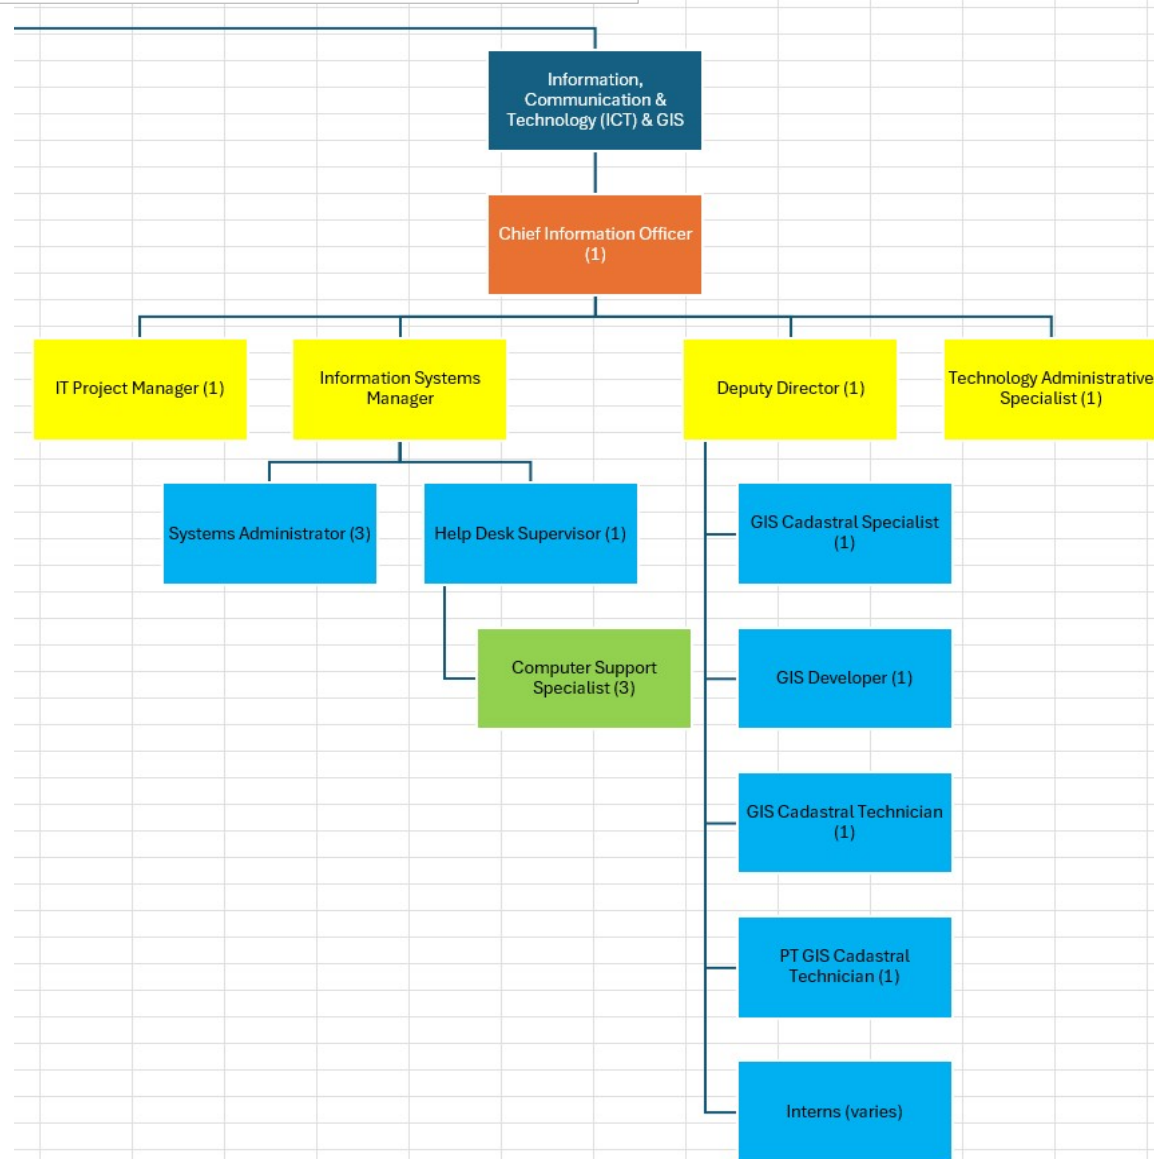 Information,
Communication &
Technology (ICT) & GIS
Chief Information Officer
(1)
IT Project Manager (1)
Information Systems
Manager
Deputy Director (1)
Technology Administrative
Specialist (1)
Systems Administrator (3)
Help Desk Supervisor (1)
GIS Cadastral Specialist
(1)
Computer Support
Specialist (3)
GIS Developer (1)
GIS Cadastral Technician
(1)
PT GIS Cadastral
Technician (1)
Interns (varies)